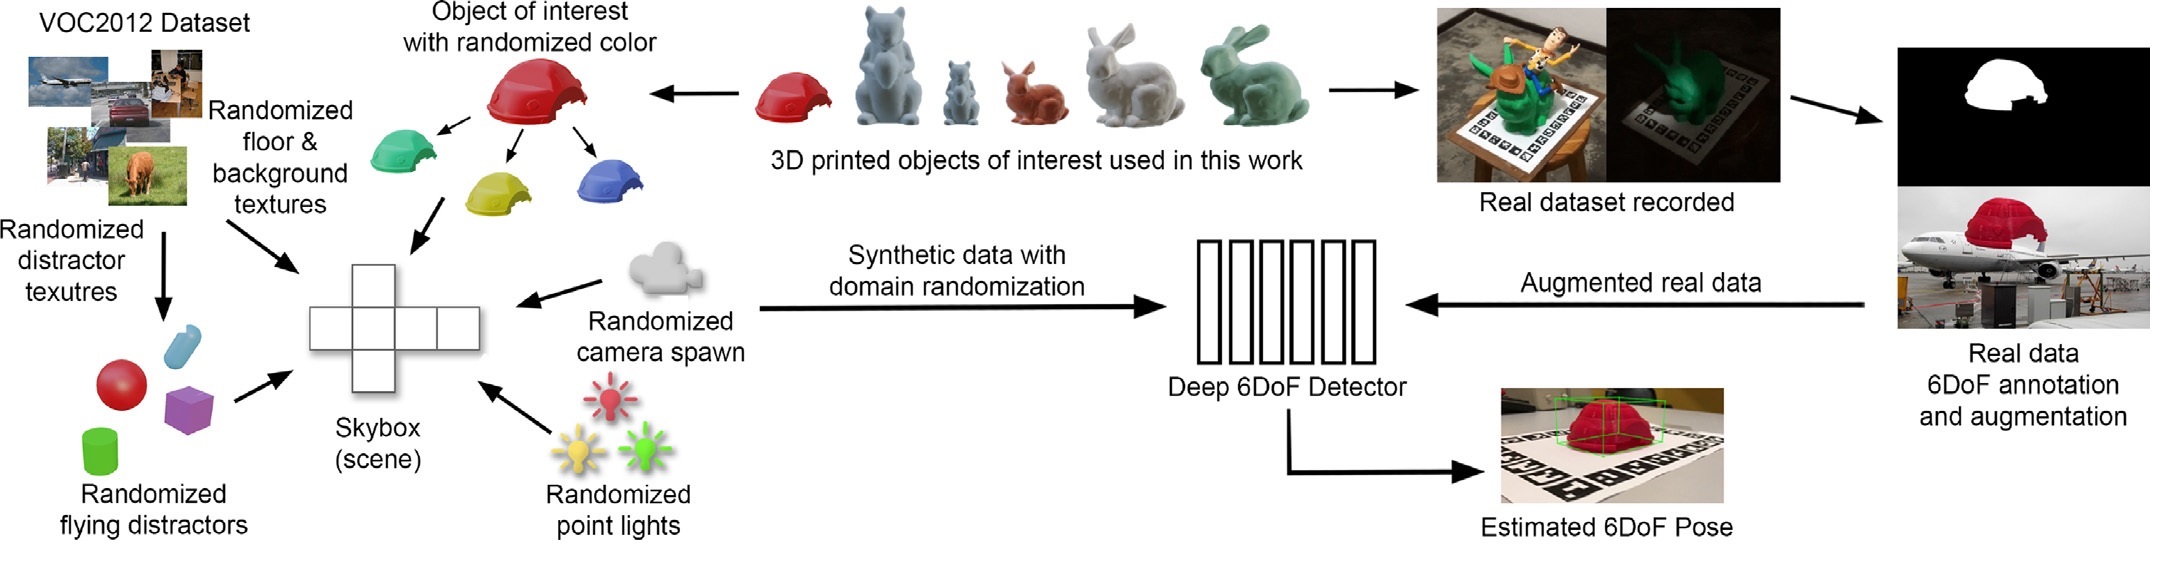 VOC2012 Dataset
Object of interest
with randomized color
Randomized
floor &
background
textures
3D printed objects of interest used in this work
Real dataset recorded
Randomized
distractor
texutres
Synthetic data with
domain randomization
Augmented real data
Randomized
camera spawn
Real data
6DoF annotation
and augmentation
Deep 6DoF Detector
Skybox
(scene)
Randomized
flying distractors
Randomized
point lights
Estimated 6DoF Pose